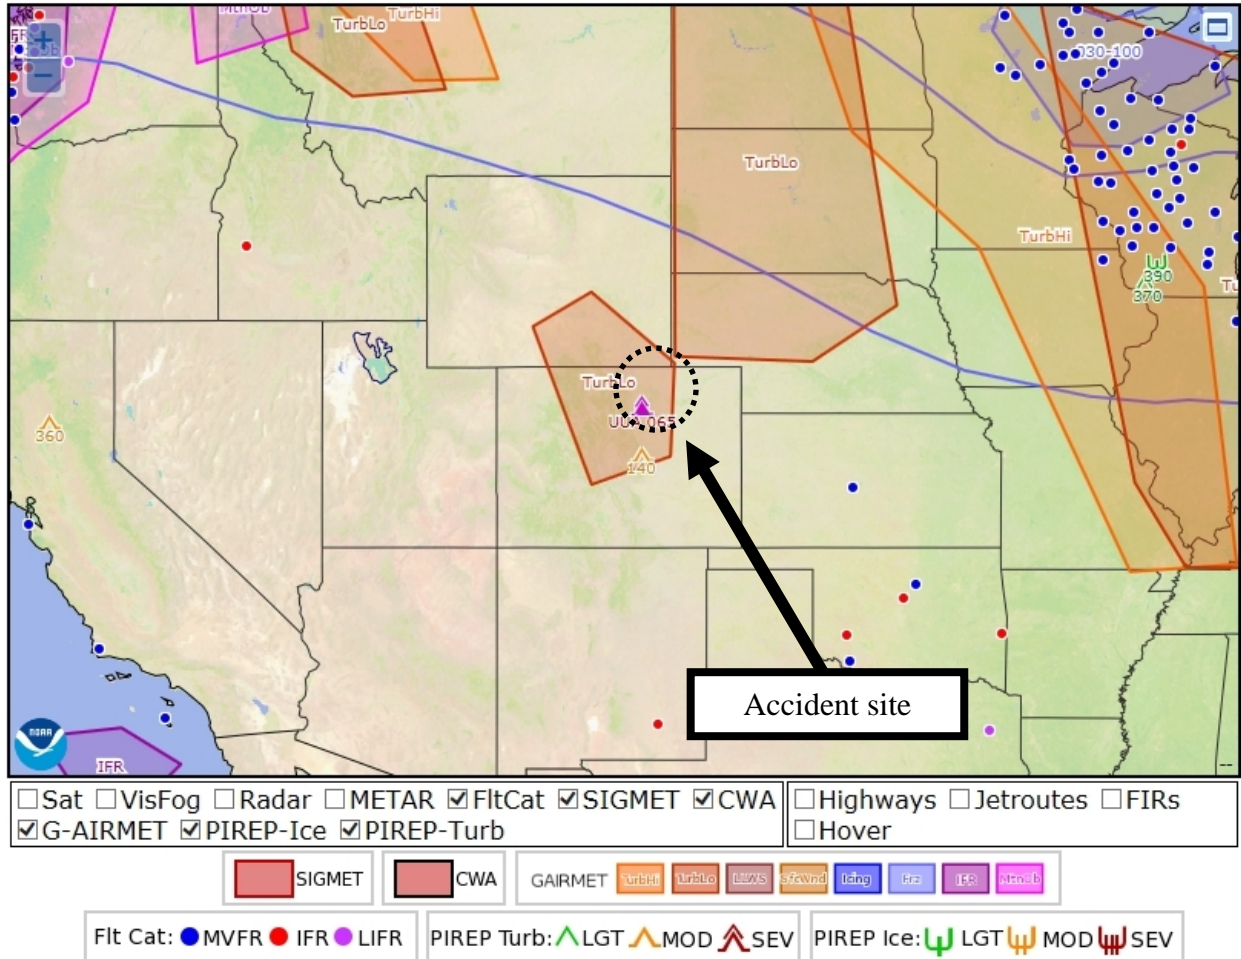 MtnOb
TurbLo
TurbHi
+
−
030-100
TurbLo
TurbHi
390
370
TurbLo
UUA 065
360
140
Accident site
NOAA
IFR
--
Sat VisFog Radar METAR FltCat SIGMET CWA
G-AIRMET PIREP-Ice PIREP-Turb
Highways Jetroutes FIRs
Hover
SIGMET CWA GAIRMET TurbHi TurbLo LLWS SfcWnd Icing Frz IFR MtnOb
Flt Cat: MVFR IFR LIFR PIREP Turb: LGT MOD SEV PIREP Ice: LGT MOD SEV